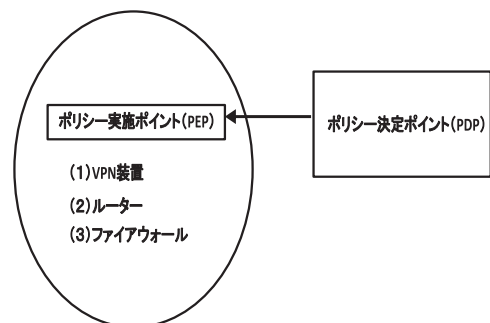 ポリシー実施ポイント(PEP)
ポリシー決定ポイント(PDP)
(1)VPN装置
(2)ルーター
(3)ファイアウォール